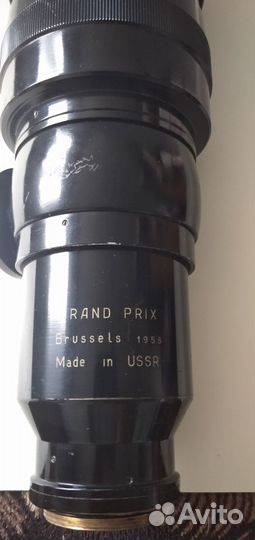 RAND PRIX
Brussels 1958
Made in USSR
Avito